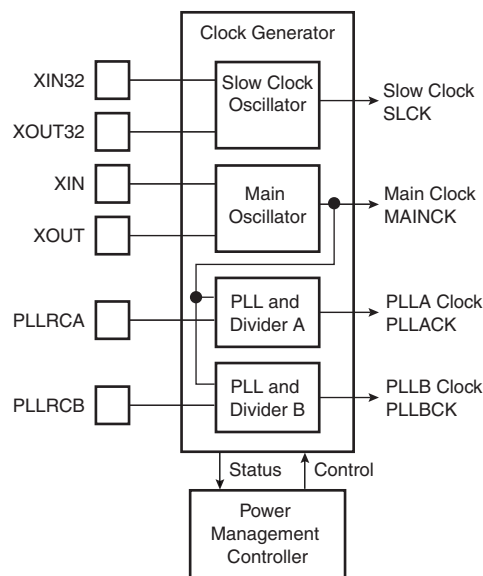 Clock Generator
XIN32
Slow Clock
Oscillator
Slow Clock
SLCK
XOUT32
XIN
Main
Oscillator
Main Clock
MAINCK
XOUT
PLLRCA
PLL and
Divider A
PLLA Clock
PLLACK
PLLRCB
PLL and
Divider B
PLLB Clock
PLLBCK
Status
Control
Power
Management
Controller